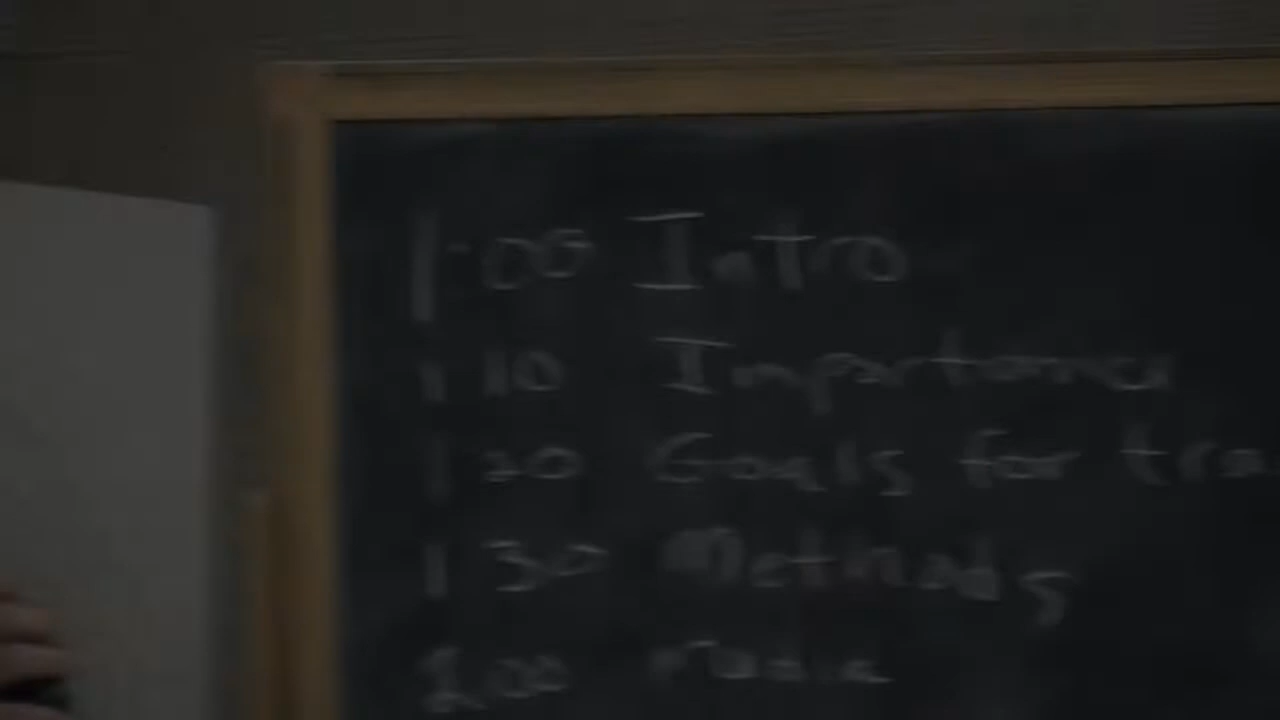 1:00 Intro
1:10 Importance
1:20 Goals for
1:30 Methods
2:00